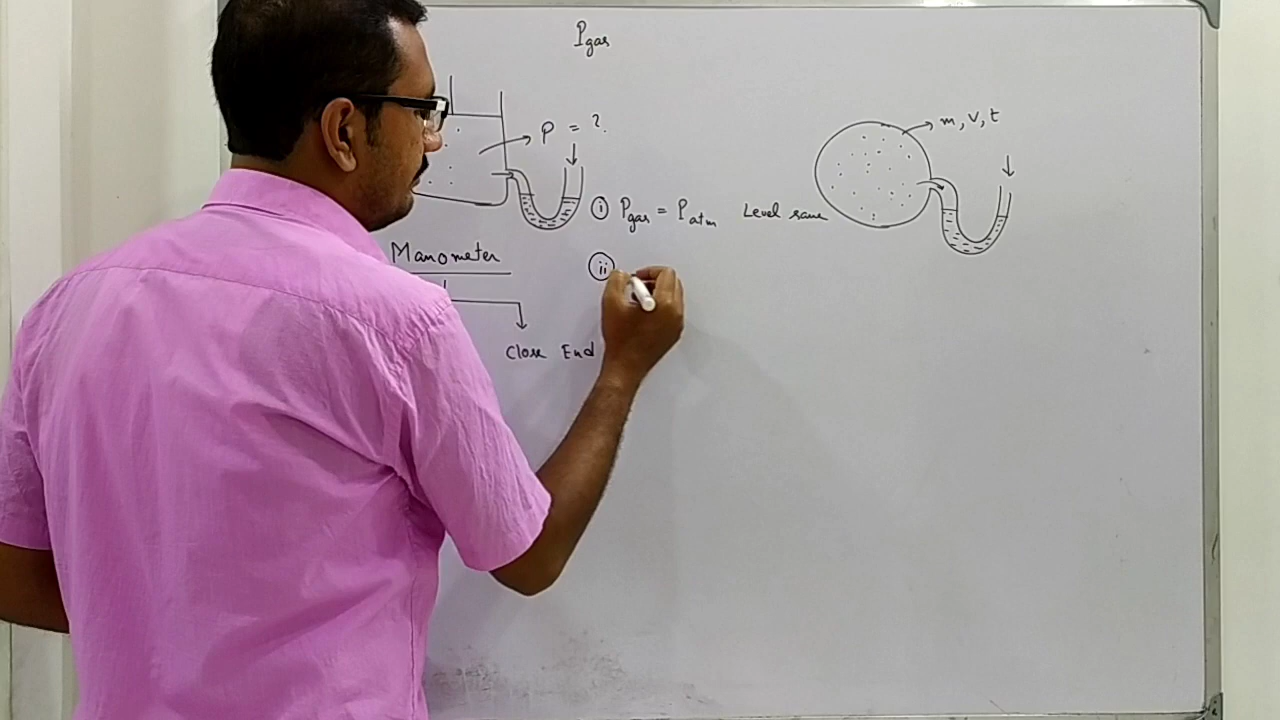 Pgas
P = ?
m, v, t
(i) Pgas = Patm Level same
Manometer
(ii)
Close End